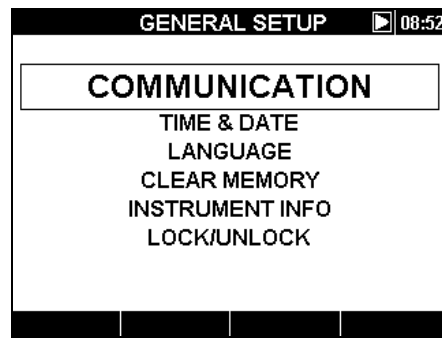 GENERAL SETUP 08:52
COMMUNICATION
TIME & DATE
LANGUAGE
CLEAR MEMORY
INSTRUMENT INFO
LOCK/UNLOCK